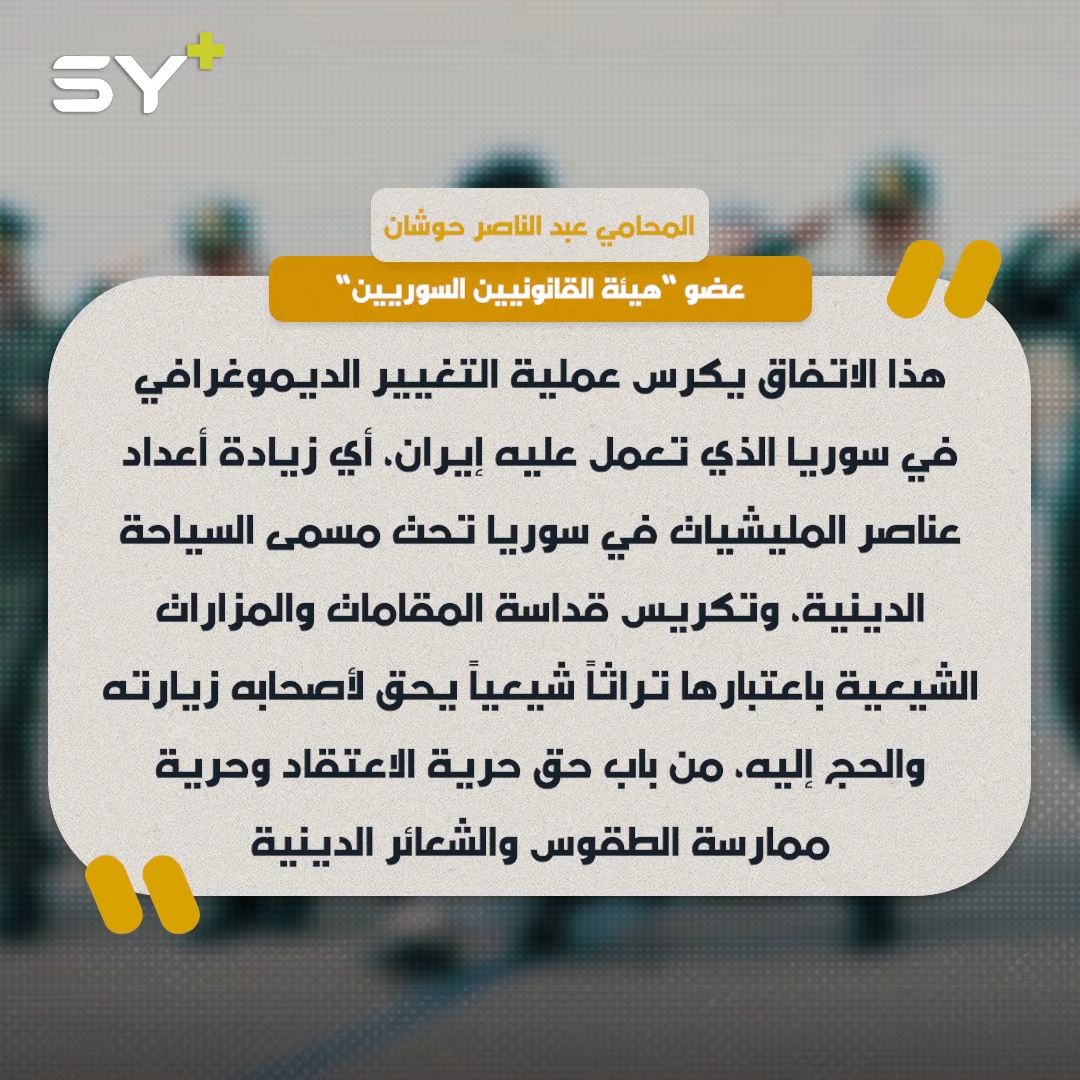 SY+
المحامي عبد الناصر حوشان
عضو "هيئة القانونيين السوريين"
هذا الاتفاق يكرس عملية التغيير الديموغرافي
في سوريا الذي تعمل عليه إيران، أي زيادة أعداد
عناصر المليشيات في سوريا تحت مسمى السياحة
الدينية، وتكريس قداسة المقامات والمزارات
الشيعية باعتبارها تراثاً شيعياً يحق لأصحابه زيارته
والحج إليه، من باب حق حرية الاعتقاد وحرية
ممارسة الطقوس والشعائر الدينية